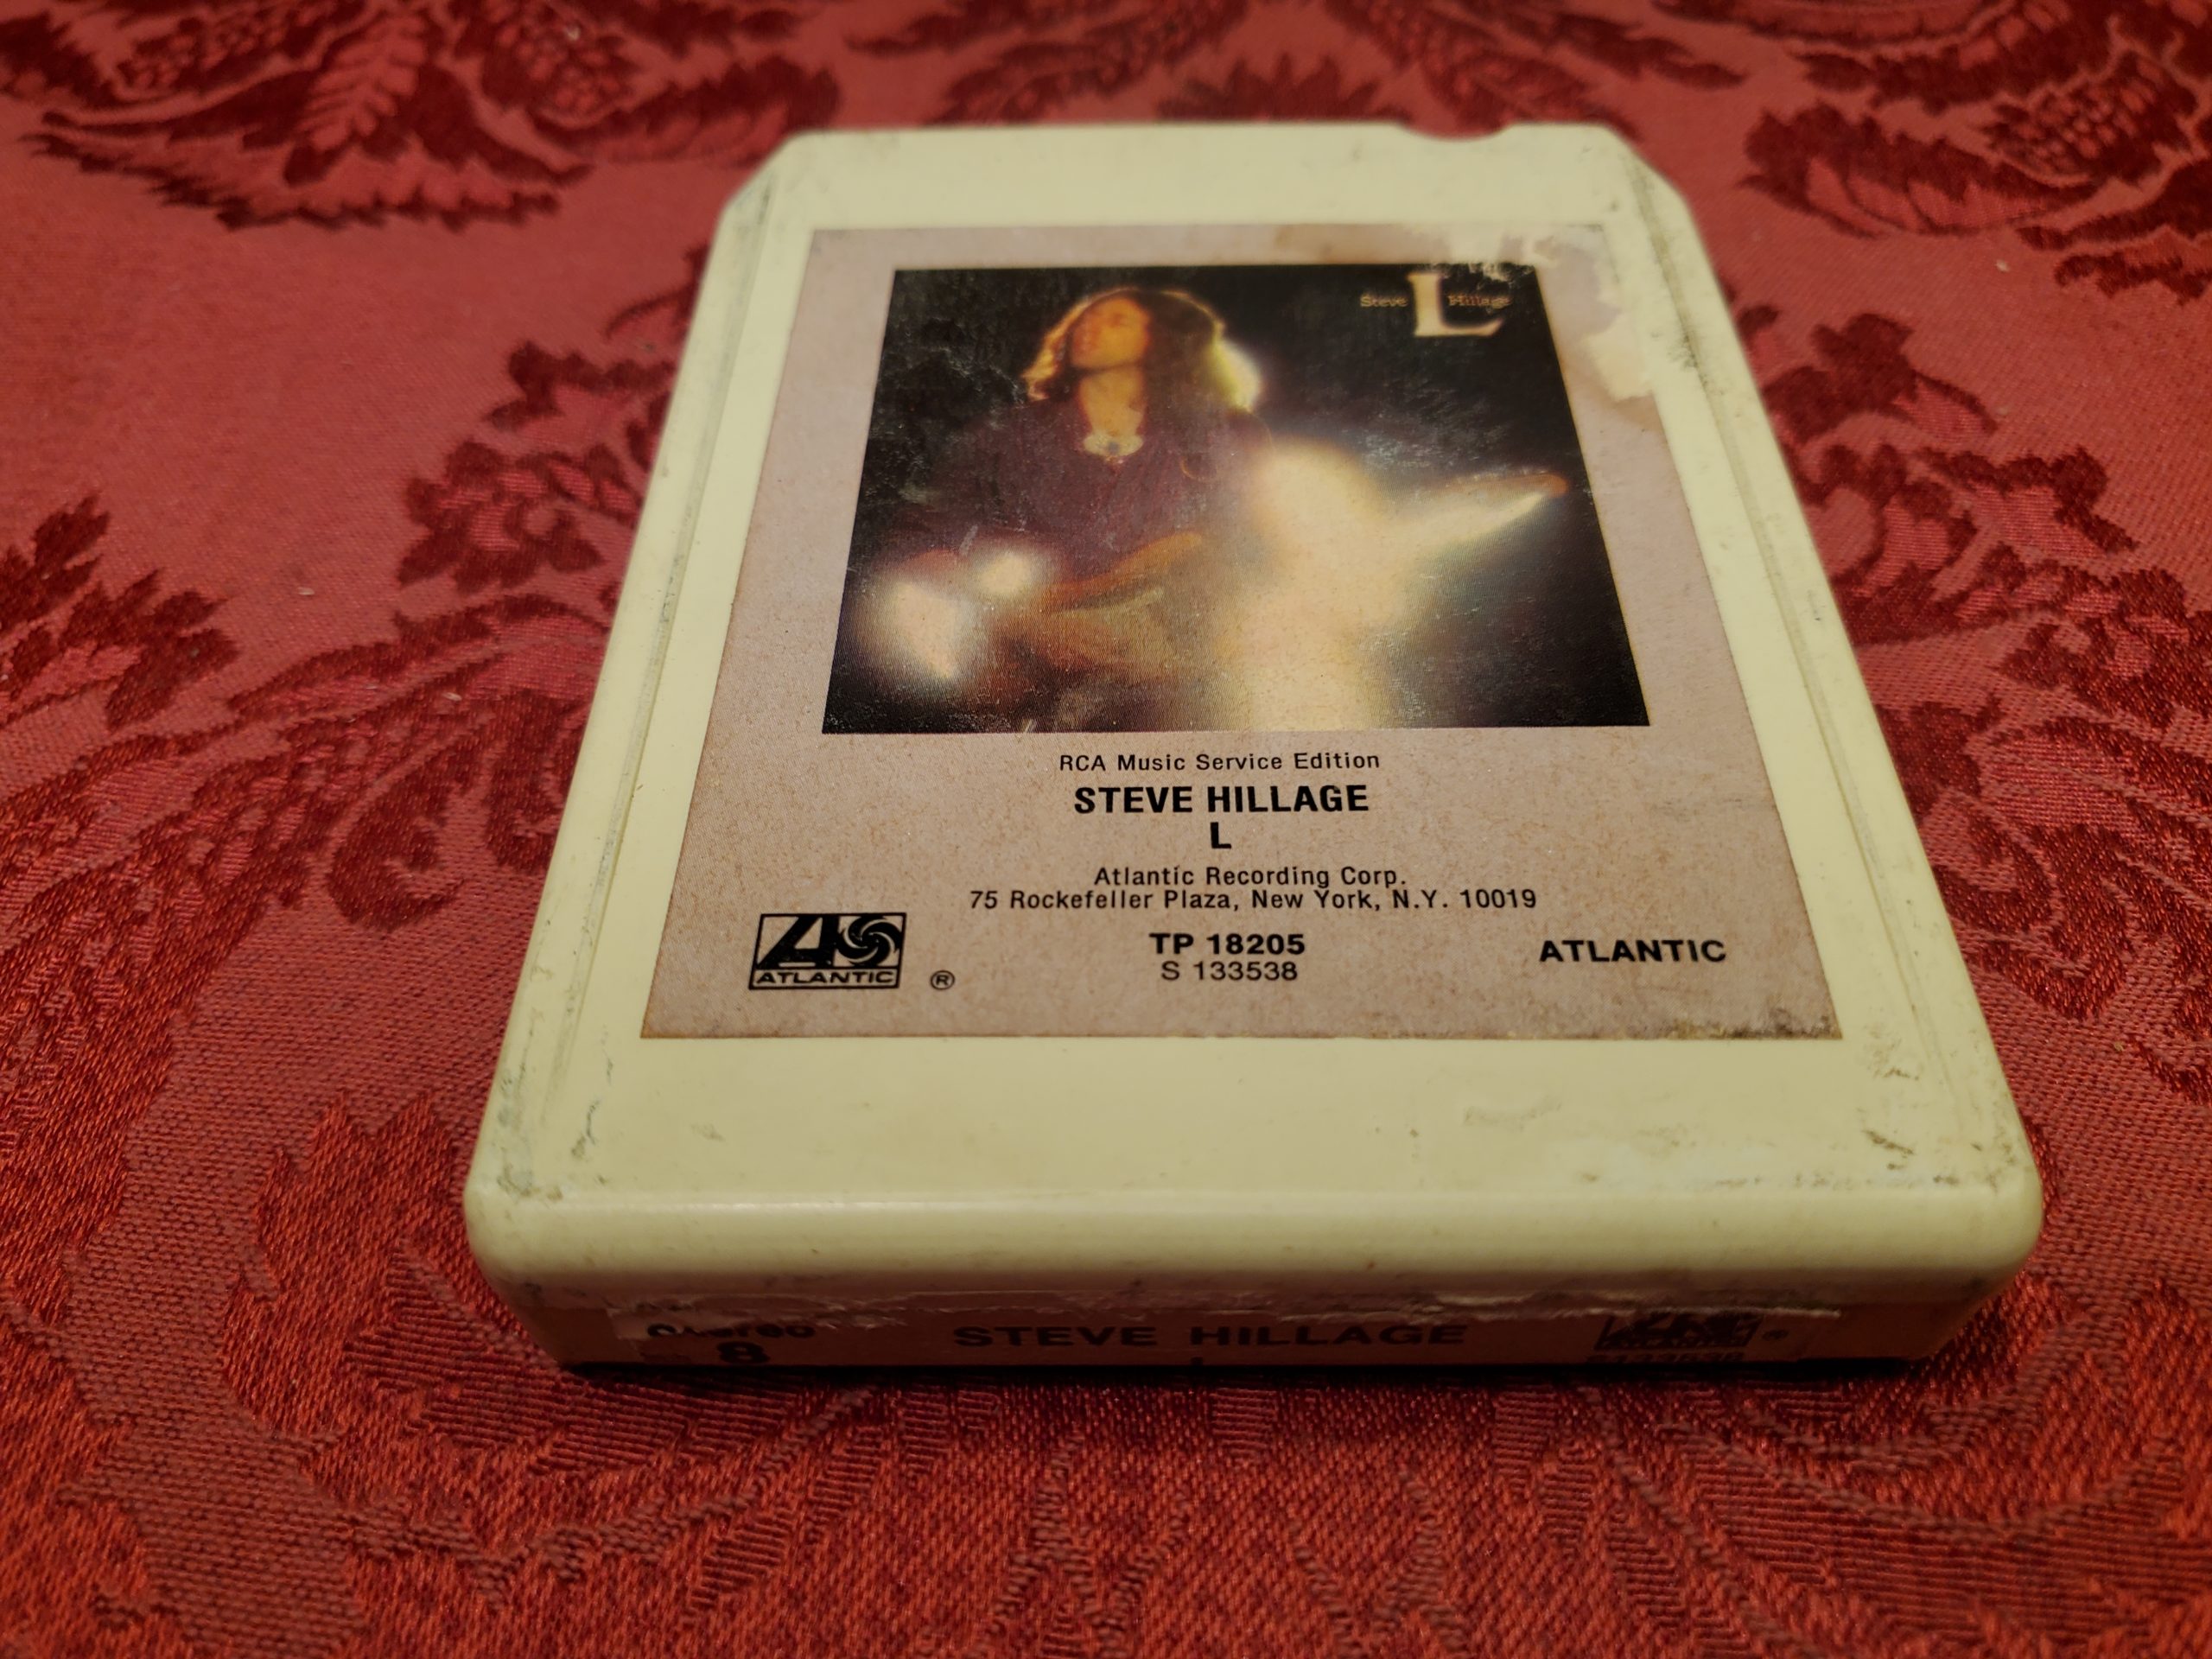 Steve L Hillage
RCA Music Service Edition
STEVE HILLAGE
L
Atlantic Recording Corp.
75 Rockefeller Plaza, New York, N.Y. 10019
ATLANTIC
®
TP 18205
S 133538
ATLANTIC
STEVE HILLAGE
8